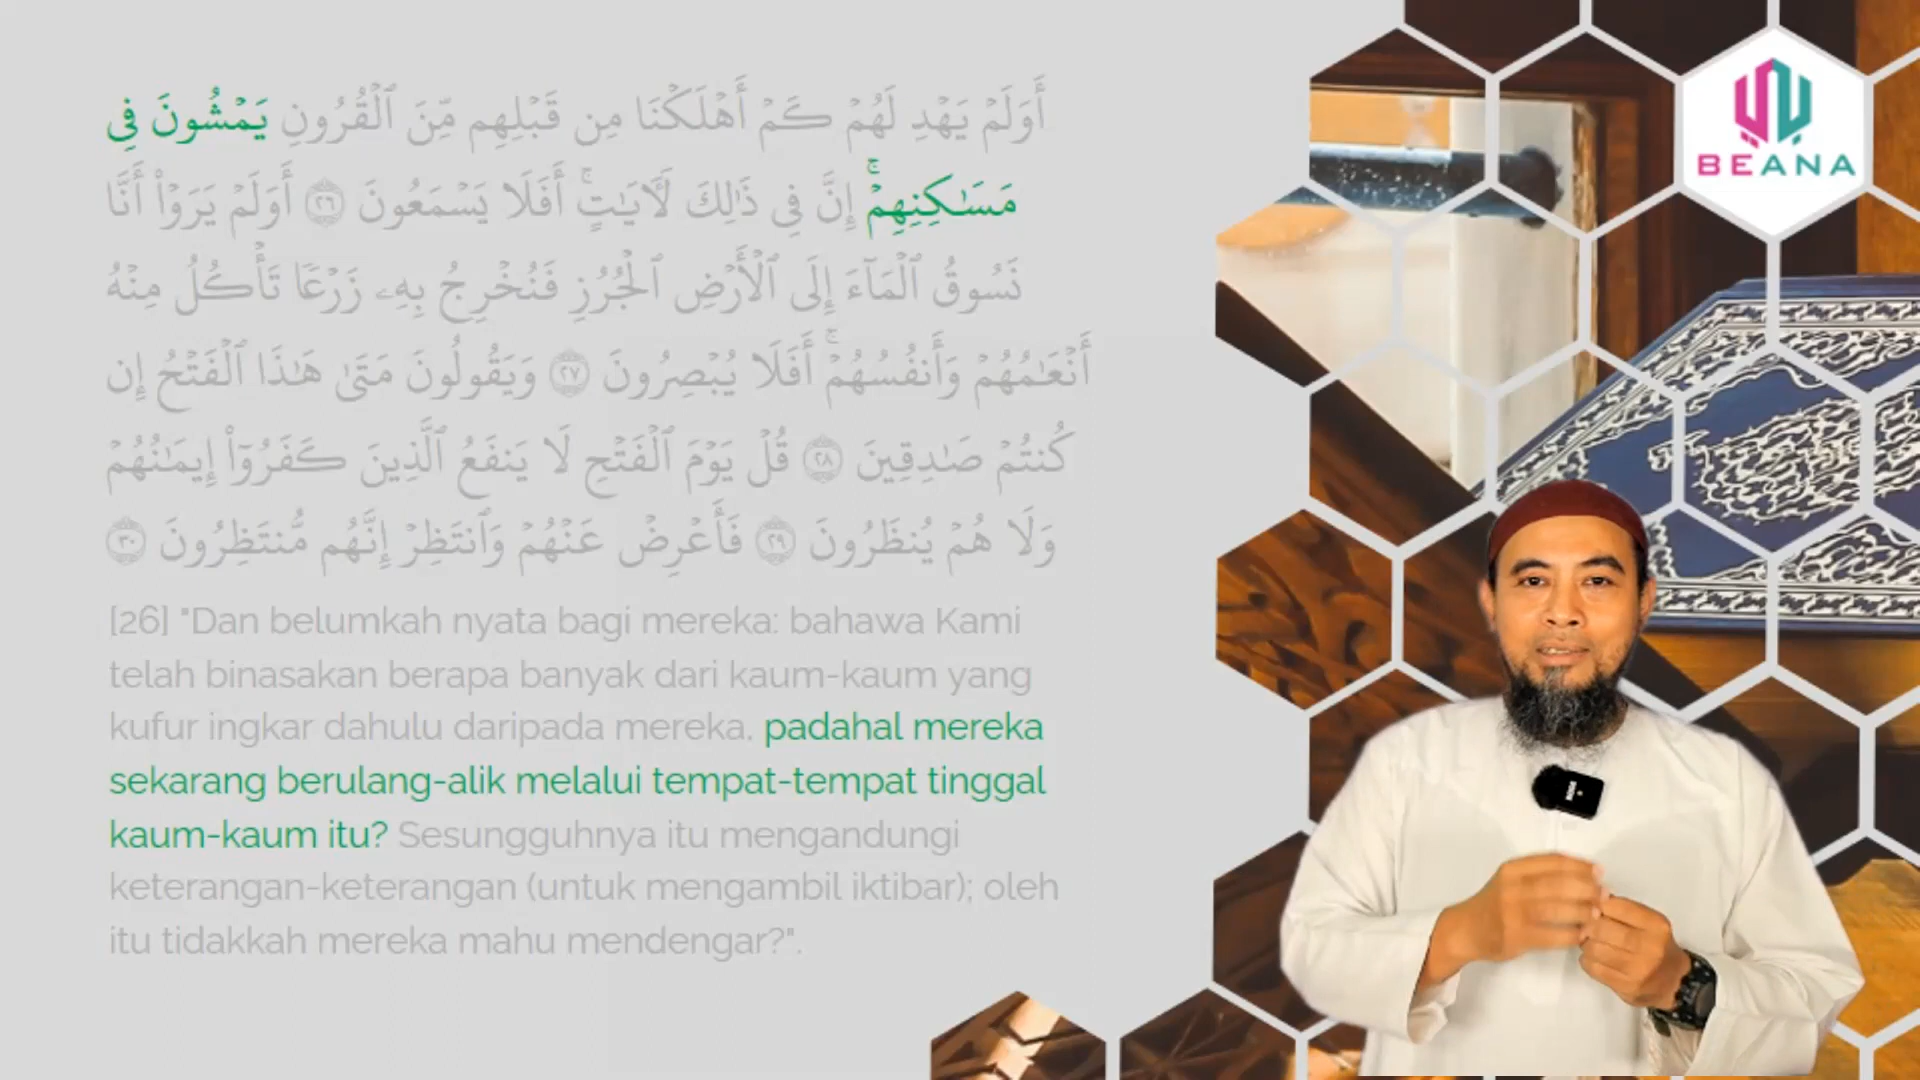 أَوَلَمْ يَهْدِ لَهُمْ كَمْ أَهْلَكْنَا مِن قَبْلِهِم مِّنَ ٱلْقُرُونِ يَمْشُونَ فِى
مَسَـٰكِنِهِمْ ۚ إِنَّ فِى ذَٰلِكَ لَـَٔايَـٰتٍ ۚ أَفَلَا يَسْمَعُونَ ٢٦ أَوَلَمْ يَرَوْا۟ أَنَّا
نَسُوقُ ٱلْمَآءَ إِلَى ٱلْأَرْضِ ٱلْجُرُزِ فَنُخْرِجُ بِهِۦ زَرْعًا تَأْكُلُ مِنْهُ
أَنْعَـٰمُهُمْ وَأَنفُسُهُمْ ۚ أَفَلَا يُبْصِرُونَ ٢٧ وَيَقُولُونَ مَتَىٰ هَـٰذَا ٱلْفَتْحُ إِن
كُنتُمْ صَـٰدِقِينَ ٢٨ قُلْ يَوْمَ ٱلْفَتْحِ لَا يَنفَعُ ٱلَّذِينَ كَفَرُوٓا۟ إِيمَـٰنُهُمْ
وَلَا هُمْ يُنظَرُونَ ٢٩ فَأَعْرِضْ عَنْهُمْ وَٱنتَظِرْ إِنَّهُم مُّنتَظِرُونَ ٣٠
[26] "Dan belumkah nyata bagi mereka: bahawa Kami
telah binasakan berapa banyak dari kaum-kaum yang
kufur ingkar dahulu daripada mereka, padahal mereka
sekarang berulang-alik melalui tempat-tempat tinggal
kaum-kaum itu? Sesungguhnya itu mengandungi
keterangan-keterangan (untuk mengambil iktibar); oleh
itu tidakkah mereka mahu mendengar?".
BEANA